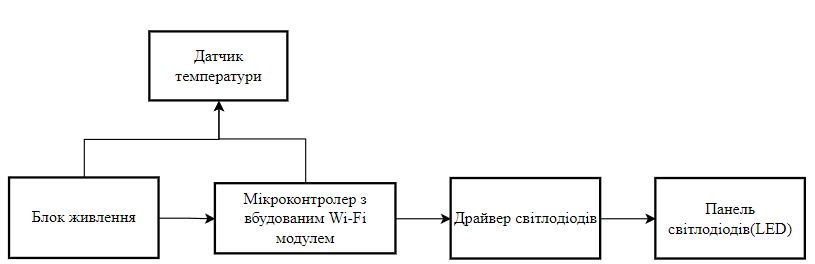 Датчик
температури
Блок живлення
Мікроконтролер з
вбудованим Wi-Fi
модулем
Драйвер світлодіодів
Панель
світлодіодів(LED)